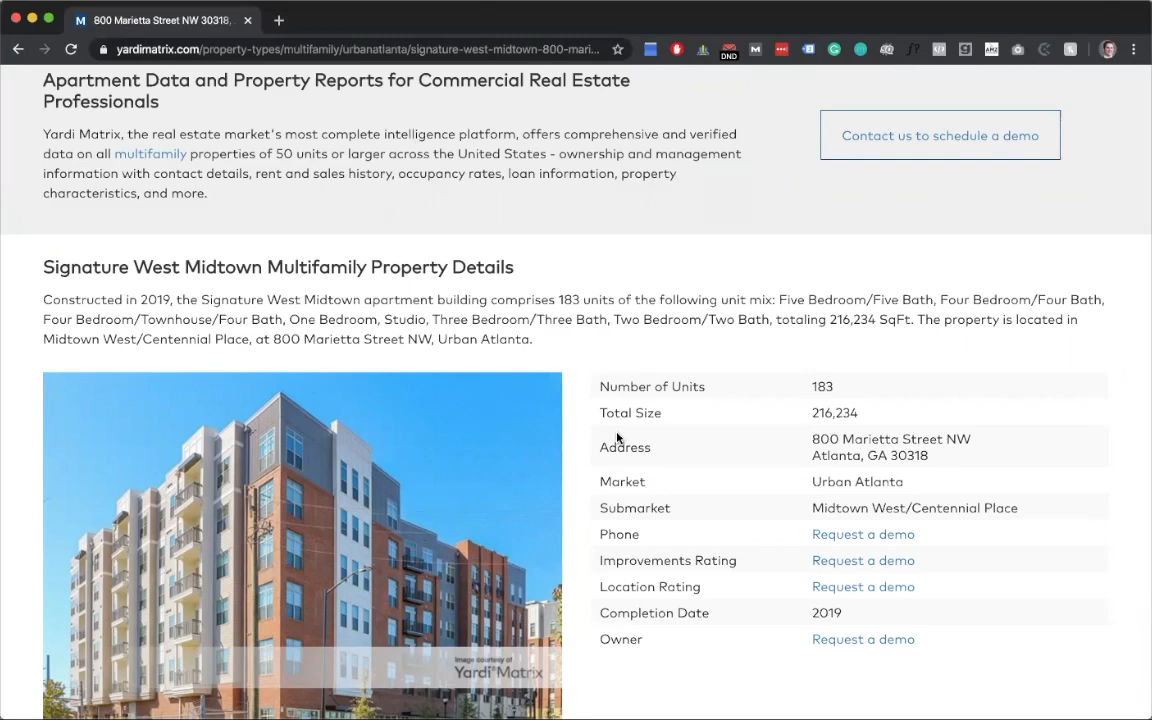 800 Marietta Street NW 30318,
yardimatrix.com/property-types/multifamily/urbanatlanta/signature-west-midtown-800-mari...
DND
Apartment Data and Property Reports for Commercial Real Estate
Professionals
Yardi Matrix, the real estate market's most complete intelligence platform, offers comprehensive and verified
data on all multifamily properties of 50 units or larger across the United States - ownership and management
information with contact details, rent and sales history, occupancy rates, loan information, property
characteristics, and more.
Contact us to schedule a demo
Signature West Midtown Multifamily Property Details
Constructed in 2019, the Signature West Midtown apartment building comprises 183 units of the following unit mix: Five Bedroom/Five Bath, Four Bedroom/Four Bath,
Four Bedroom/Townhouse/Four Bath, One Bedroom, Studio, Three Bedroom/Three Bath, Two Bedroom/Two Bath, totaling 216,234 SqFt. The property is located in
Midtown West/Centennial Place, at 800 Marietta Street NW, Urban Atlanta.
Number of Units 183
Total Size 216,234
Address 800 Marietta Street NW
Atlanta, GA 30318
Market Urban Atlanta
Submarket Midtown West/Centennial Place
Phone Request a demo
Improvements Rating Request a demo
Location Rating Request a demo
Completion Date 2019
Owner Request a demo
Image courtesy of
Yardi Matrix